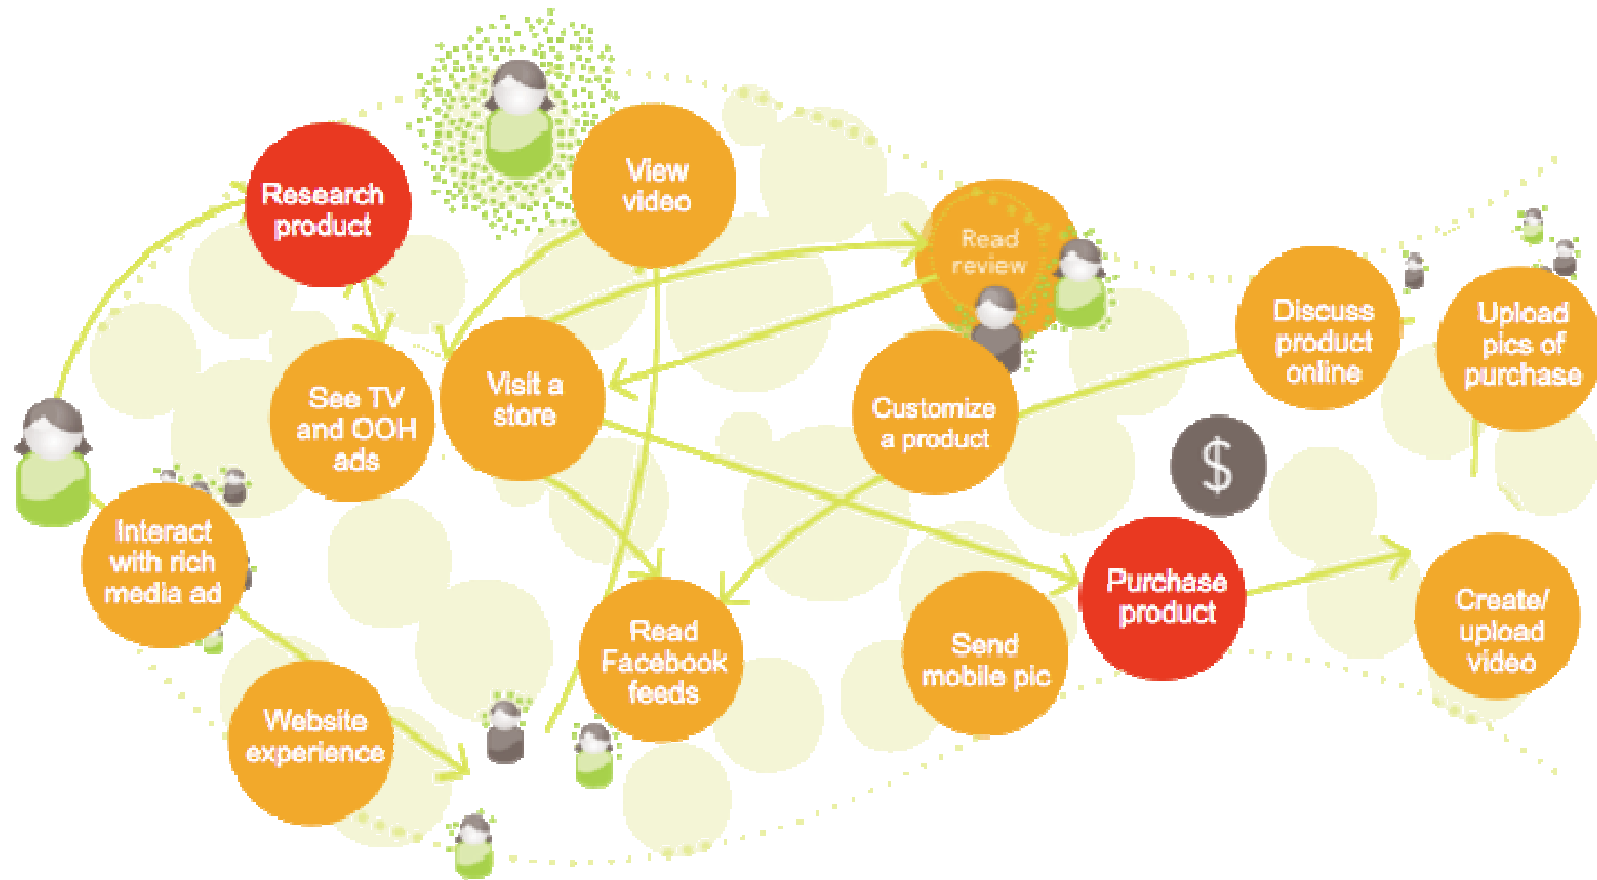 Research
product
View
video
Read
review
Discuss
product
online
Upload
pics of
purchase
See TV
and OOH
ads
Visit a
store
Customize
a product
$
Interact
with rich
media ad
Read
Facebook
feeds
Send
mobile pic
Purchase
product
Create/
upload
video
Website
experience